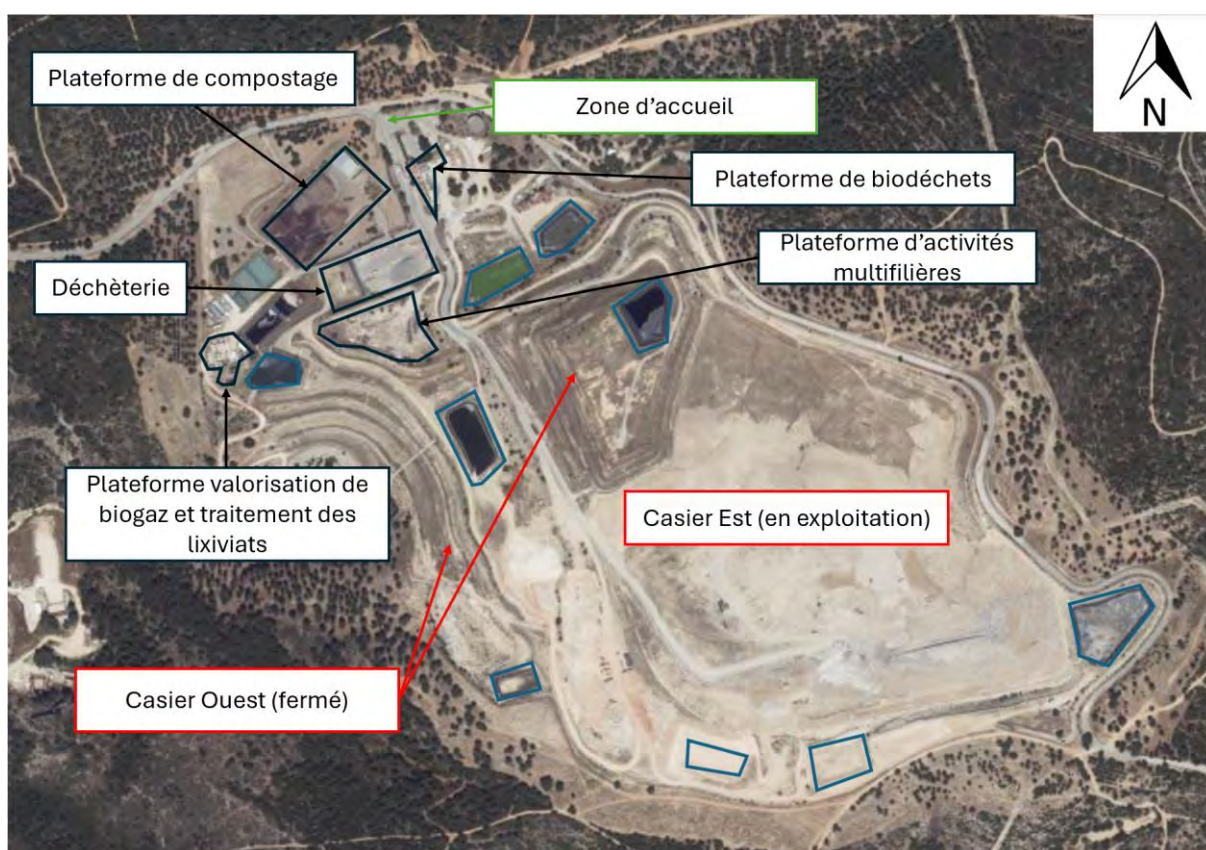 Plateforme de compostage
Zone d'accueil
N
Plateforme de biodéchets
Plateforme d'activités
multifilières
Déchèterie
Plateforme valorisation de
biogaz et traitement des
lixiviats
Casier Est (en exploitation)
Casier Ouest (fermé)